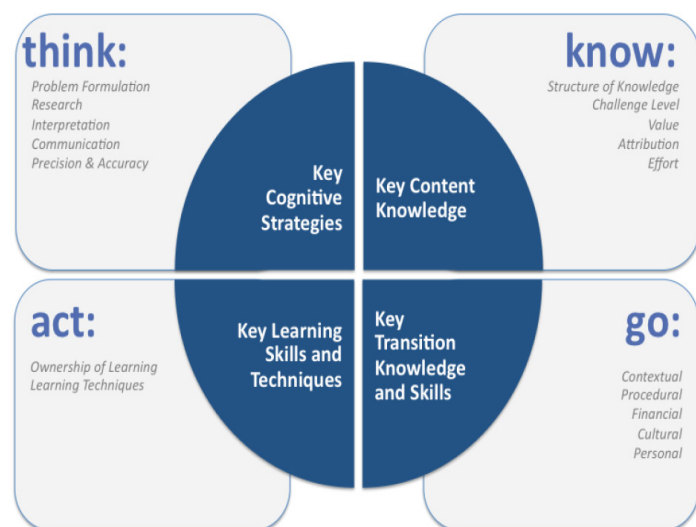 think:
Problem Formulation
Research
Interpretation
Communication
Precision & Accuracy
Key
Cognitive
Strategies
know:
Structure of Knowledge
Challenge Level
Value
Attribution
Effort
Key Content
Knowledge
act:
Ownership of Learning
Learning Techniques
Key Learning
Skills and
Techniques
go:
Contextual
Procedural
Financial
Cultural
Personal
Key
Transition
Knowledge
and Skills